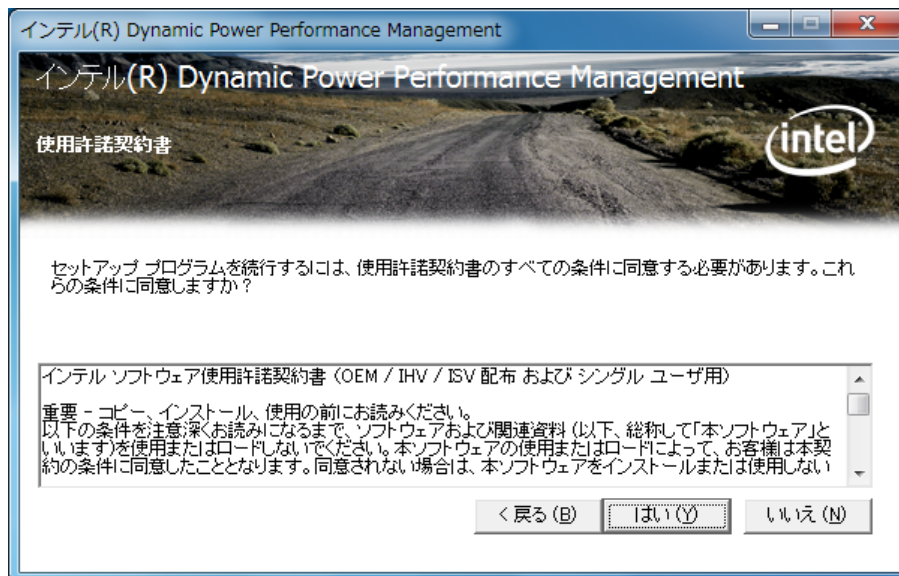 インテル(R) Dynamic Power Performance Management
インテル(R) Dynamic Power Performance Management
使用許諾契約書
intel
セットアップ プログラムを続行するには、使用許諾契約書のすべての条件に同意する必要があります。これ
らの条件に同意しますか?
インテル ソフトウェア使用許諾契約書 (OEM / IHV / ISV 配布 および シングル ユーザ用)
重要 - コピー、インストール、使用の前にお読みください。
以下の条件を注意深くお読みになるまで、ソフトウェアおよび関連資料 (以下、総称して「本ソフトウェア」と
いいます)を使用またはロードしないでください。本ソフトウェアの使用またはロードによって、お客様は本契
約の条件に同意したこととなります。同意されない場合は、本ソフトウェアをインストールまたは使用しない
< 戻る (B)
はい (Y)
いいえ (N)